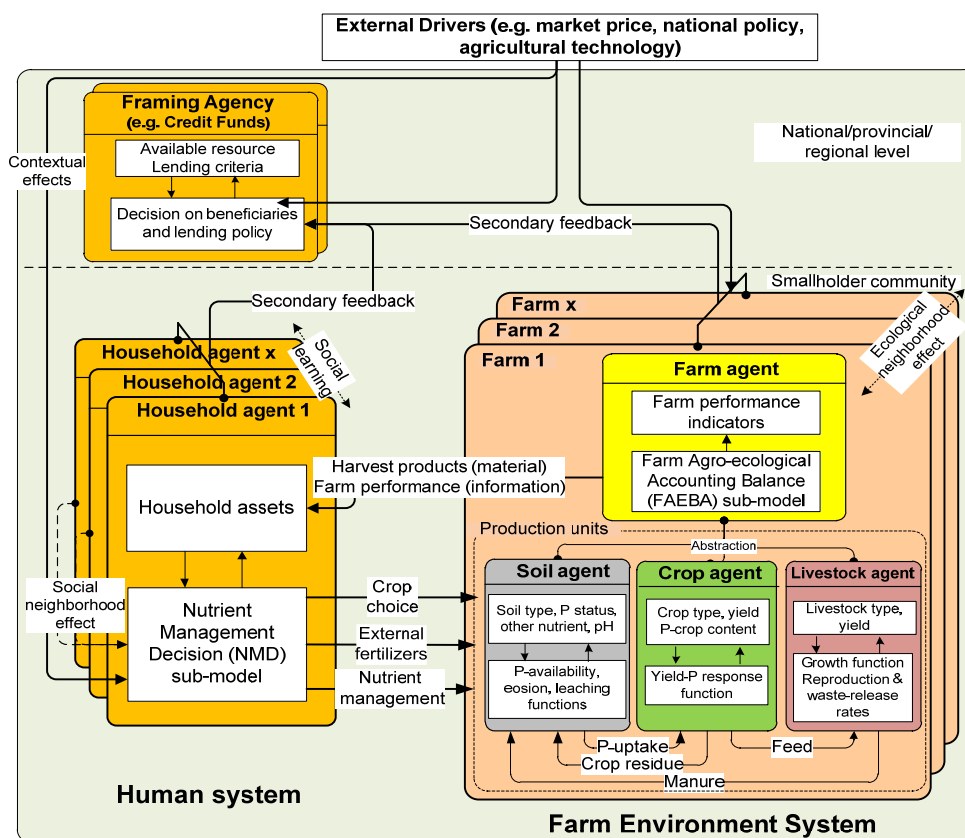 External Drivers (e.g. market price, national policy,
agricultural technology)
Framing Agency
(e.g. Credit Funds)
Available resource
Lending criteria
Decision on beneficiaries
and lending policy
Contextual
effects
National/provincial/
regional level
Secondary feedback
Secondary feedback
Smallholder community
Ecological
neighborhood
effect
Social
learning
Household agent x
Household agent 2
Household agent 1
Household assets
Nutrient
Management
Decision (NMD)
sub-model
Social
neighborhood
effect
Harvest products (material)
Farm performance (information)
Crop
choice
External
fertilizers
Nutrient
management
Farm x
Farm 2
Farm 1
Farm agent
Farm performance
indicators
Farm Agro-ecological
Accounting Balance
(FAEBA) sub-model
Production units
Abstraction
Soil agent
Soil type, P status,
other nutrient, pH
P-availability,
eosion, leaching
functions
Crop agent
Crop type, yield
P-crop content
Yield-P response
function
Livestock agent
Livestock type,
yield
Growth function
Reproduction &
waste-release
rates
P-uptake
Crop residue
Feed
Manure
Human system
Farm Environment System